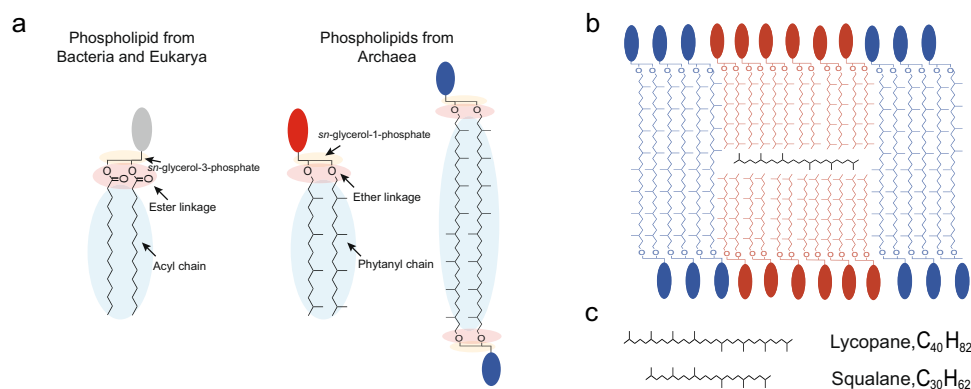 a
Phospholipid from
Bacteria and Eukarya
Phospholipids from
Archaea
sn-glycerol-3-phosphate
Ester linkage
Acyl chain
sn-glycerol-1-phosphate
Ether linkage
Phytanyl chain
O O
O O
O O
O O
O O
b
O O O O O O O O O O O O O O O O O O O O
O O O O O O O O O O O O O O O O O O O O
c
Lycopane,C40H82
Squalane,C30H62